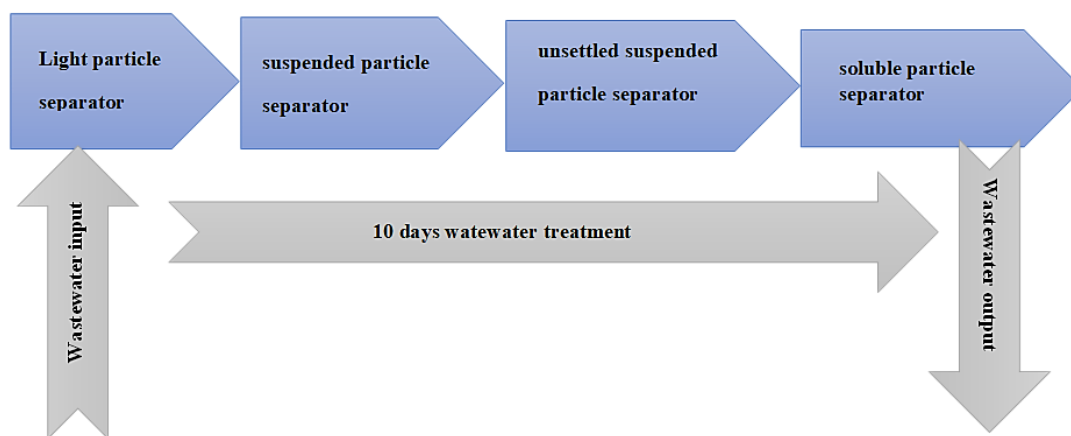 Light particle
separator
suspended particle
separator
unsettled suspended
particle separator
soluble particle
separator
Wastewater input
10 days watewater treatment
Wastewater output